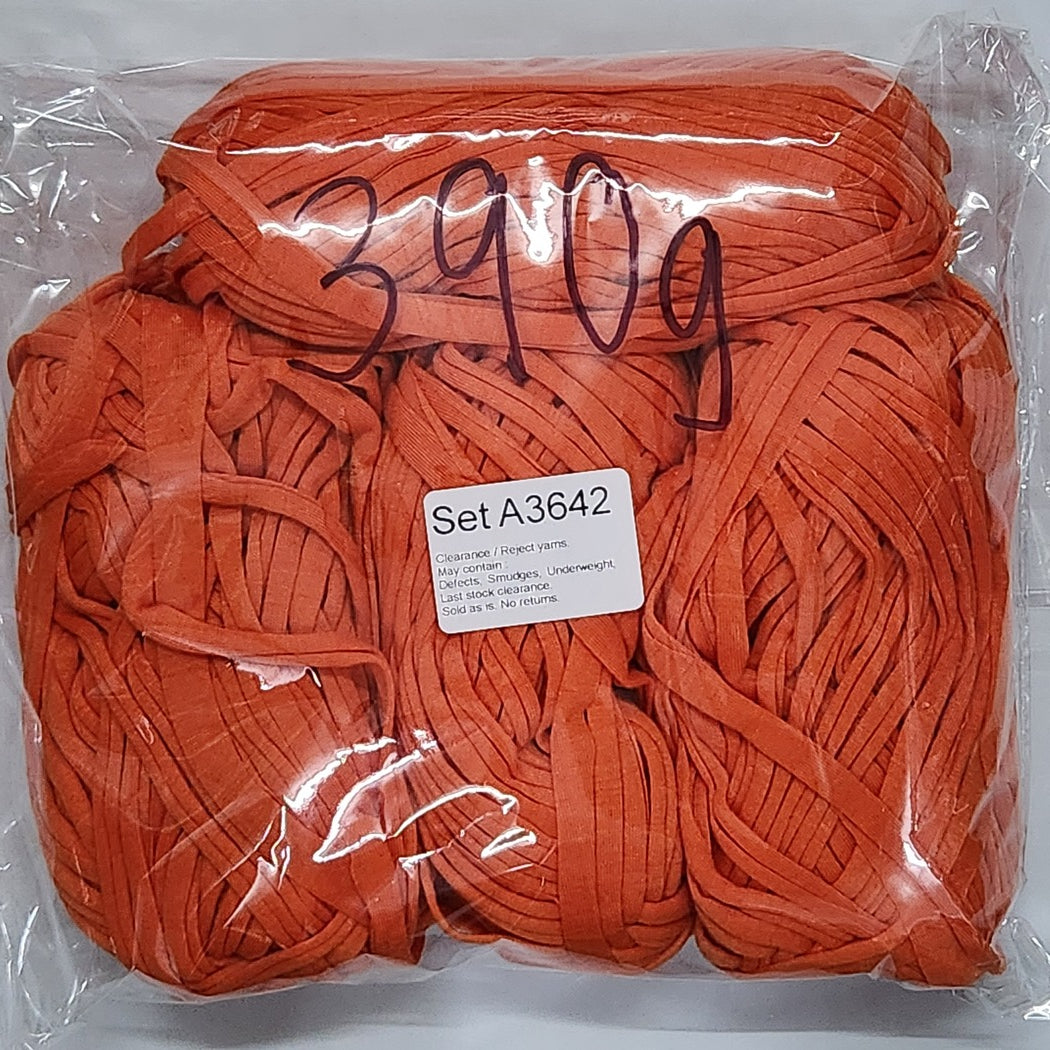 390g
Set A3642
Clearance / Reject yarns.
May contain :
Defects, Smudges, Underweight,
Last stock clearance.
Sold as is. No returns.